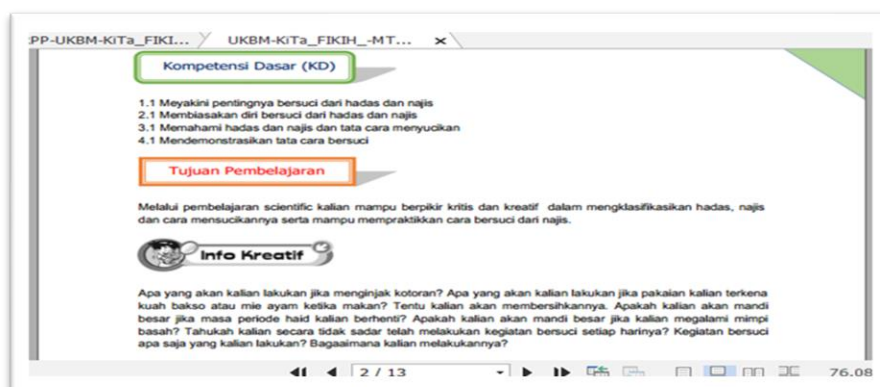 :PP-UKBM-KiTa_FIKI... UKBM-KiTa_FIKIH_-MT... ×
Kompetensi Dasar (KD)
1.1 Meyakini pentingnya bersuci dari hadas dan najis
2.1 Membiasakan diri bersuci dari hadas dan najis
3.1 Memahami hadas dan najis dan tata cara menyucikan
4.1 Mendemonstrasikan tata cara bersuci
Tujuan Pembelajaran
Melalui pembelajaran scientific kalian mampu berpikir kritis dan kreatif dalam mengklasifikasikan hadas, najis
dan cara mensucikannya serta mampu mempraktikkan cara bersuci dari najis.
Info Kreatif
Apa yang akan kalian lakukan jika menginjak kotoran? Apa yang akan kalian lakukan jika pakaian kalian terkena
kuah bakso atau mie ayam ketika makan? Tentu kalian akan membersihkannya. Apakah kalian akan mandi
besar jika masa periode haid kalian berhenti? Apakah kalian akan mandi besar jika kalian megalami mimpi
basah? Tahukah kalian secara tidak sadar telah melakukan kegiatan bersuci setiap harinya? Kegiatan bersuci
apa saja yang kalian lakukan? Bagaaimana kalian melakukannya?
2 / 13 76.08